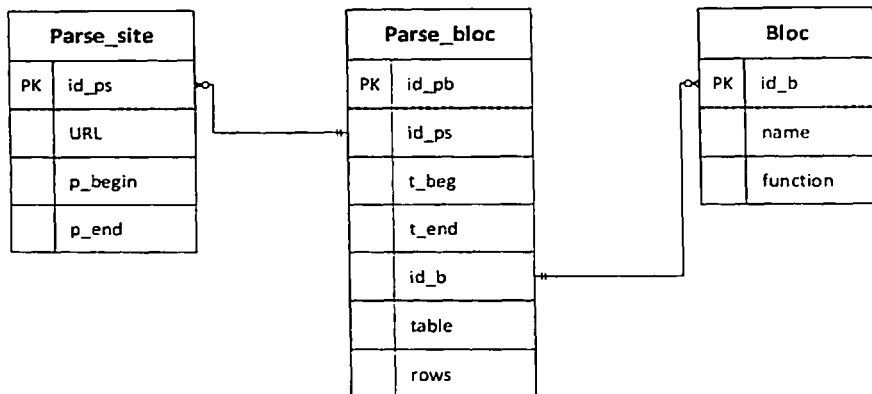 Parse_site
PK id_ps
URL
p_begin
p_end
Parse_bloc
PK id_pb
id_ps
t_beg
t_end
id_b
table
rows
Bloc
PK id_b
name
function